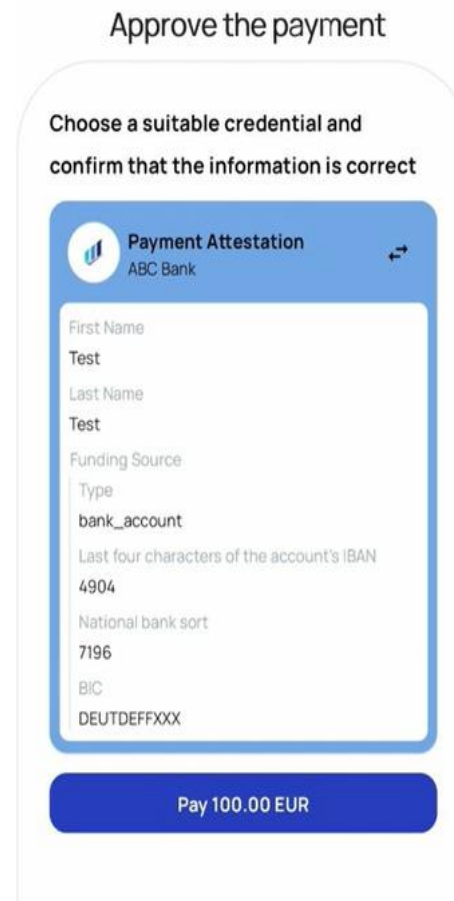 Approve the payment
Choose a suitable credential and
confirm that the information is correct
Payment Attestation
ABC Bank
First Name
Test
Last Name
Test
Funding Source
Type
bank_account
Last four characters of the account's IBAN
4904
National bank sort
7196
BIC
DEUTDEFFXXX
Pay 100.00 EUR